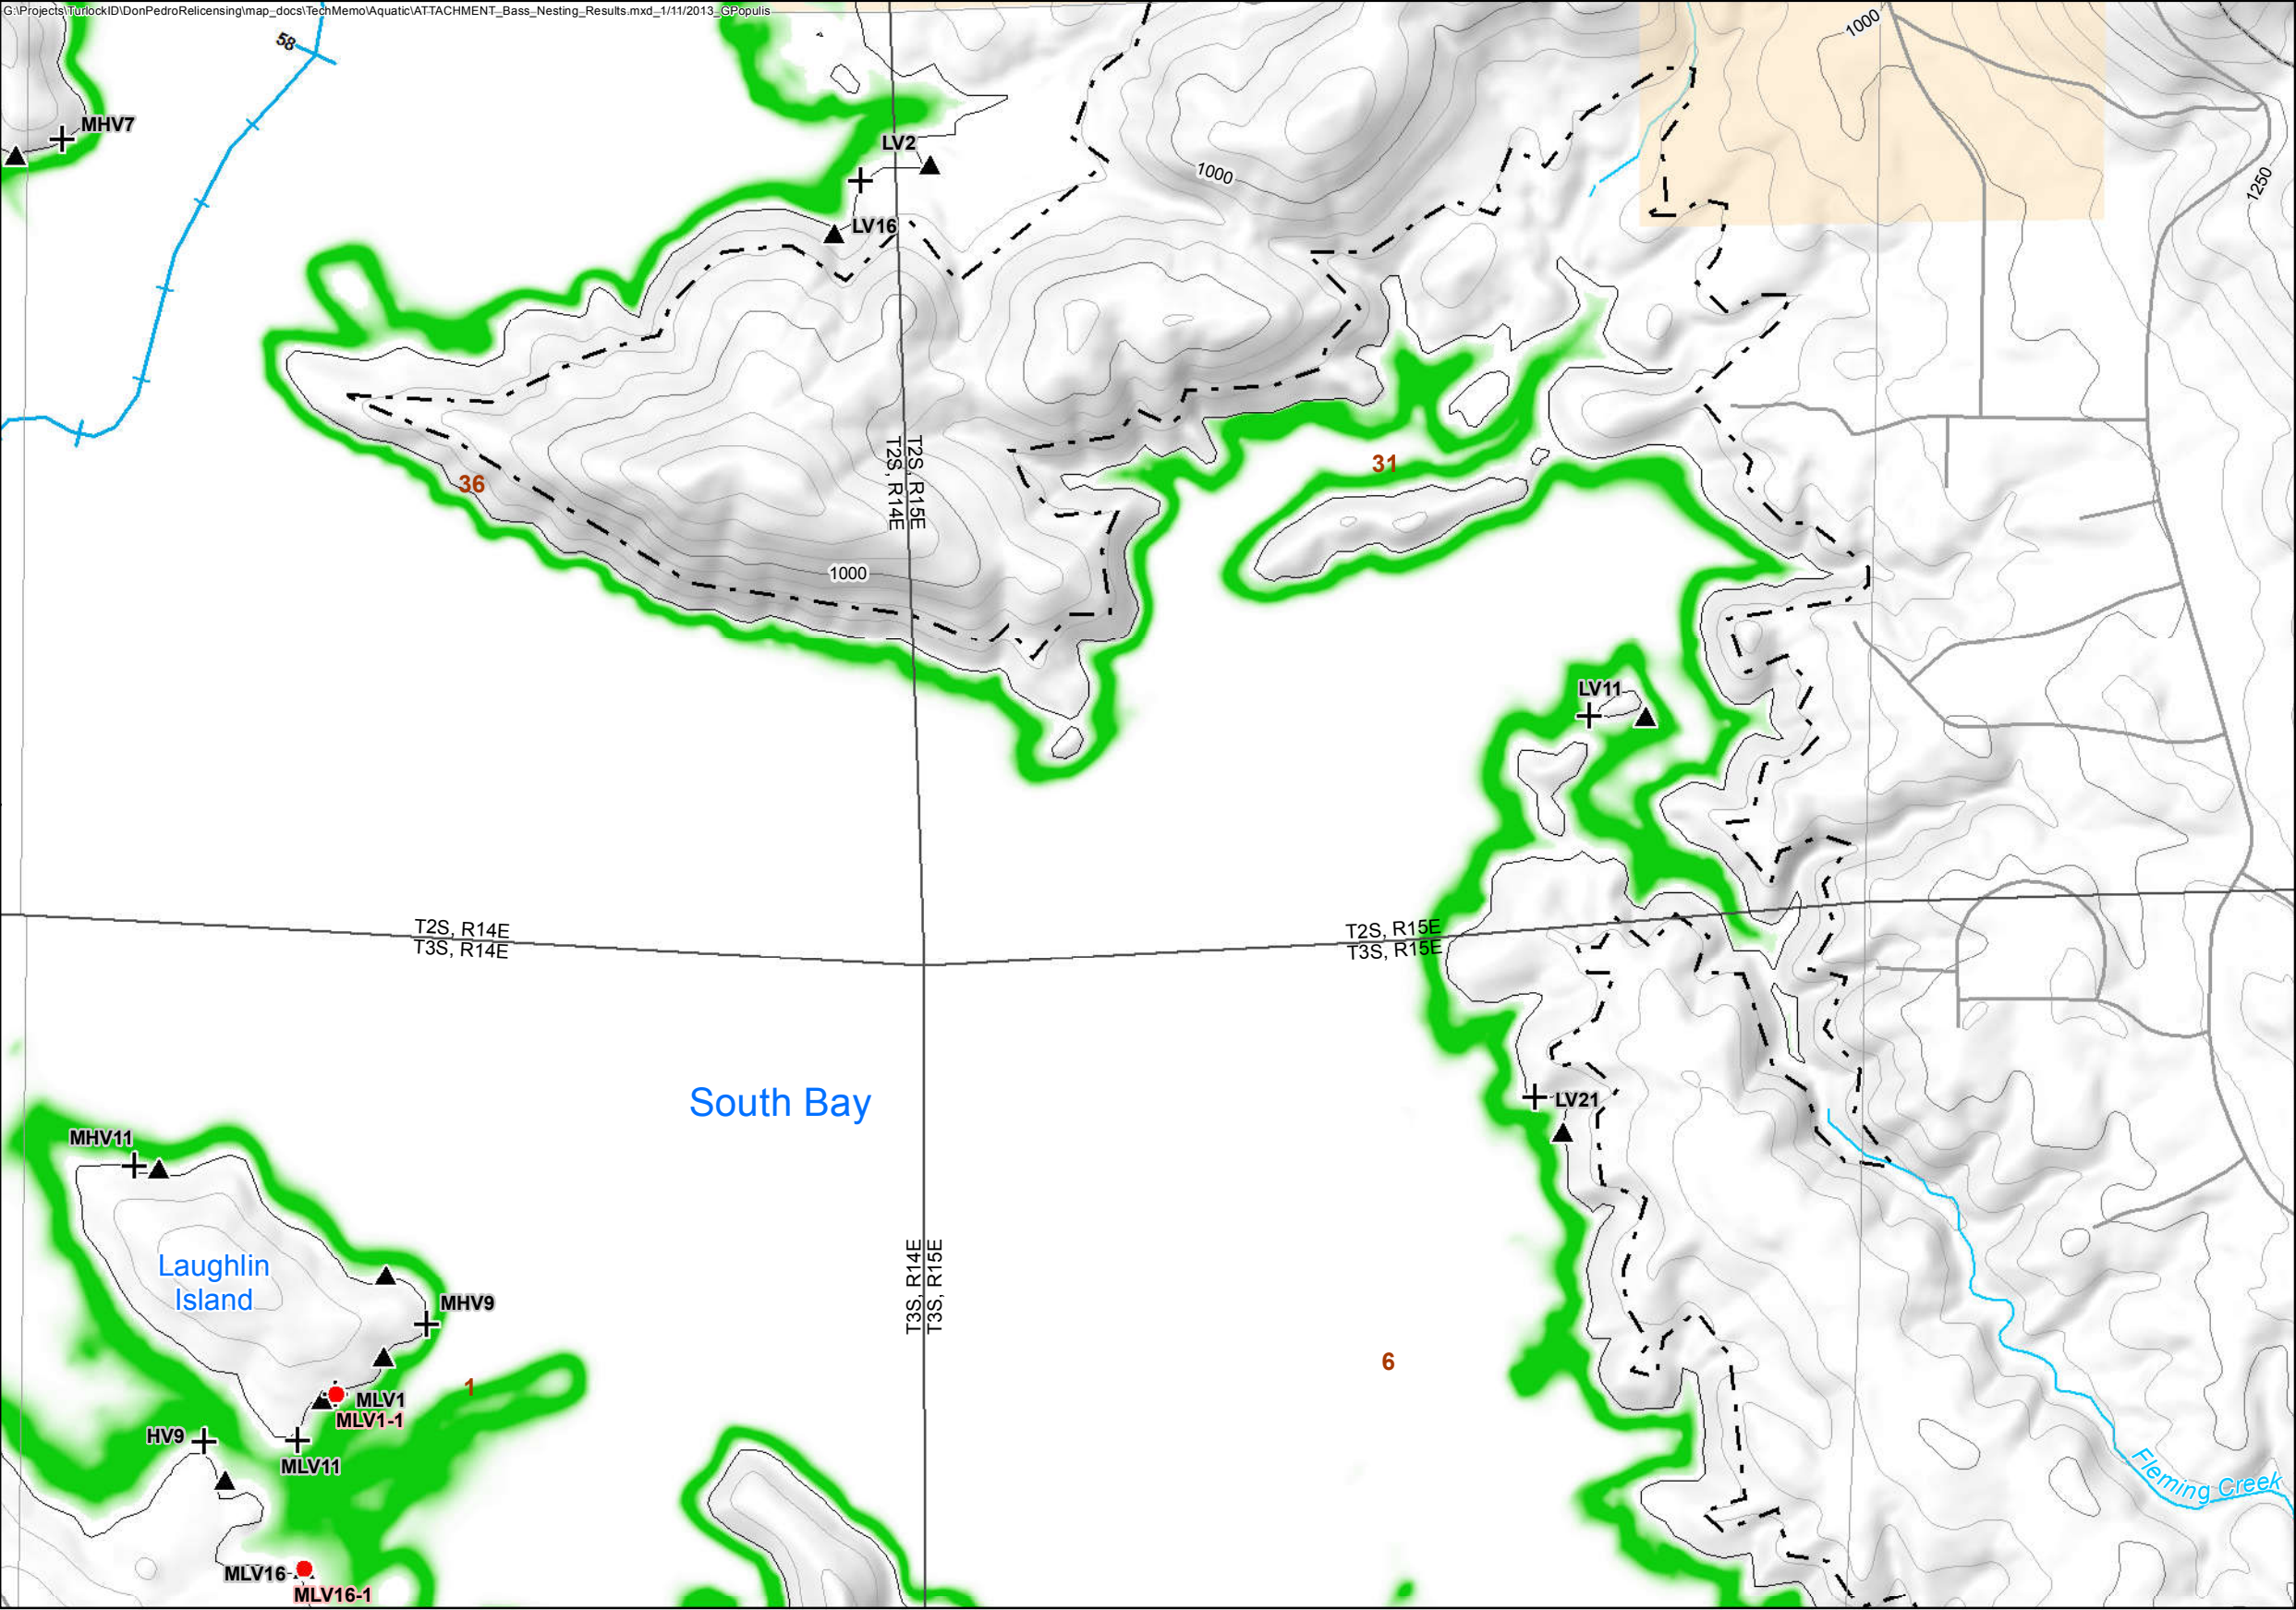 G:\Projects\TurlockID\DonPedroRelicensing\map_docs\TechMemo\Aquatic\ATTACHMENT_Bass_Nesting_Results.mxd_1/11/2013_GPopulis
58
1000
MHV7
LV2
1000
1250
LV16
T2S, R15E
T2S, R14E
31
36
1000
LV11
T2S, R14E
T3S, R14E
T2S, R15E
T3S, R15E
South Bay
LV21
MHV11
Laughlin
Island
T3S, R14E
T3S, R15E
MHV9
6
1
MLV1
MLV1-1
HV9
MLV11
Fleming Creek
MLV16
MLV16-1